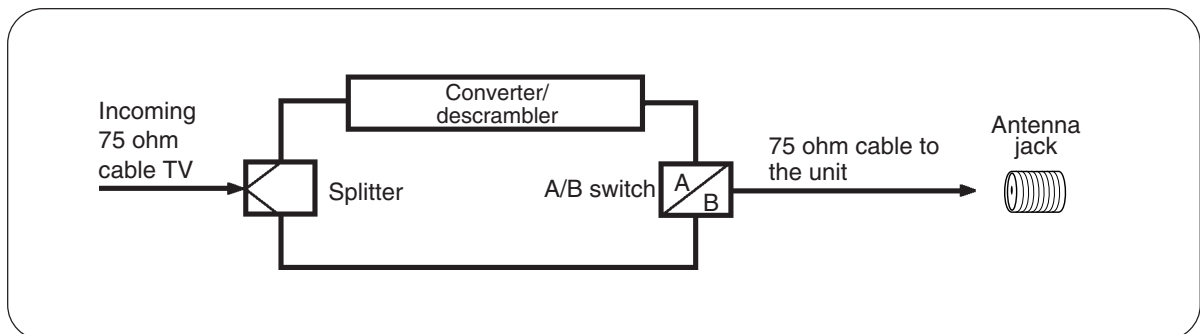 Incoming
75 ohm
cable TV
Converter/
descrambler
Splitter
A/B switch
A
B
75 ohm cable to
the unit
Antenna
jack